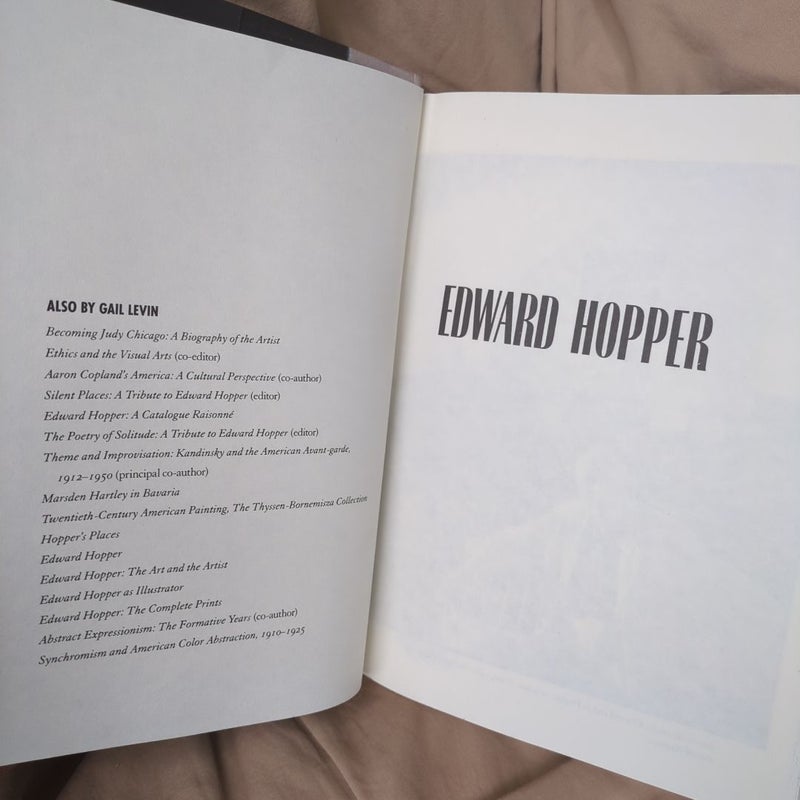 ALSO BY GAIL LEVIN
Becoming Judy Chicago: A Biography of the Artist
Ethics and the Visual Arts (co-editor)
Aaron Copland's America: A Cultural Perspective (co-author)
Silent Places: A Tribute to Edward Hopper (editor)
Edward Hopper: A Catalogue Raisonné
The Poetry of Solitude: A Tribute to Edward Hopper (editor)
Theme and Improvisation: Kandinsky and the American Avant-garde,
1912–1950 (principal co-author)
Marsden Hartley in Bavaria
Twentieth-Century American Painting, The Thyssen-Bornemisza Collection
Hopper's Places
Edward Hopper
Edward Hopper: The Art and the Artist
Edward Hopper as Illustrator
Edward Hopper: The Complete Prints
Abstract Expressionism: The Formative Years (co-author)
Synchromism and American Color Abstraction, 1910–1925
EDWARD HOPPER